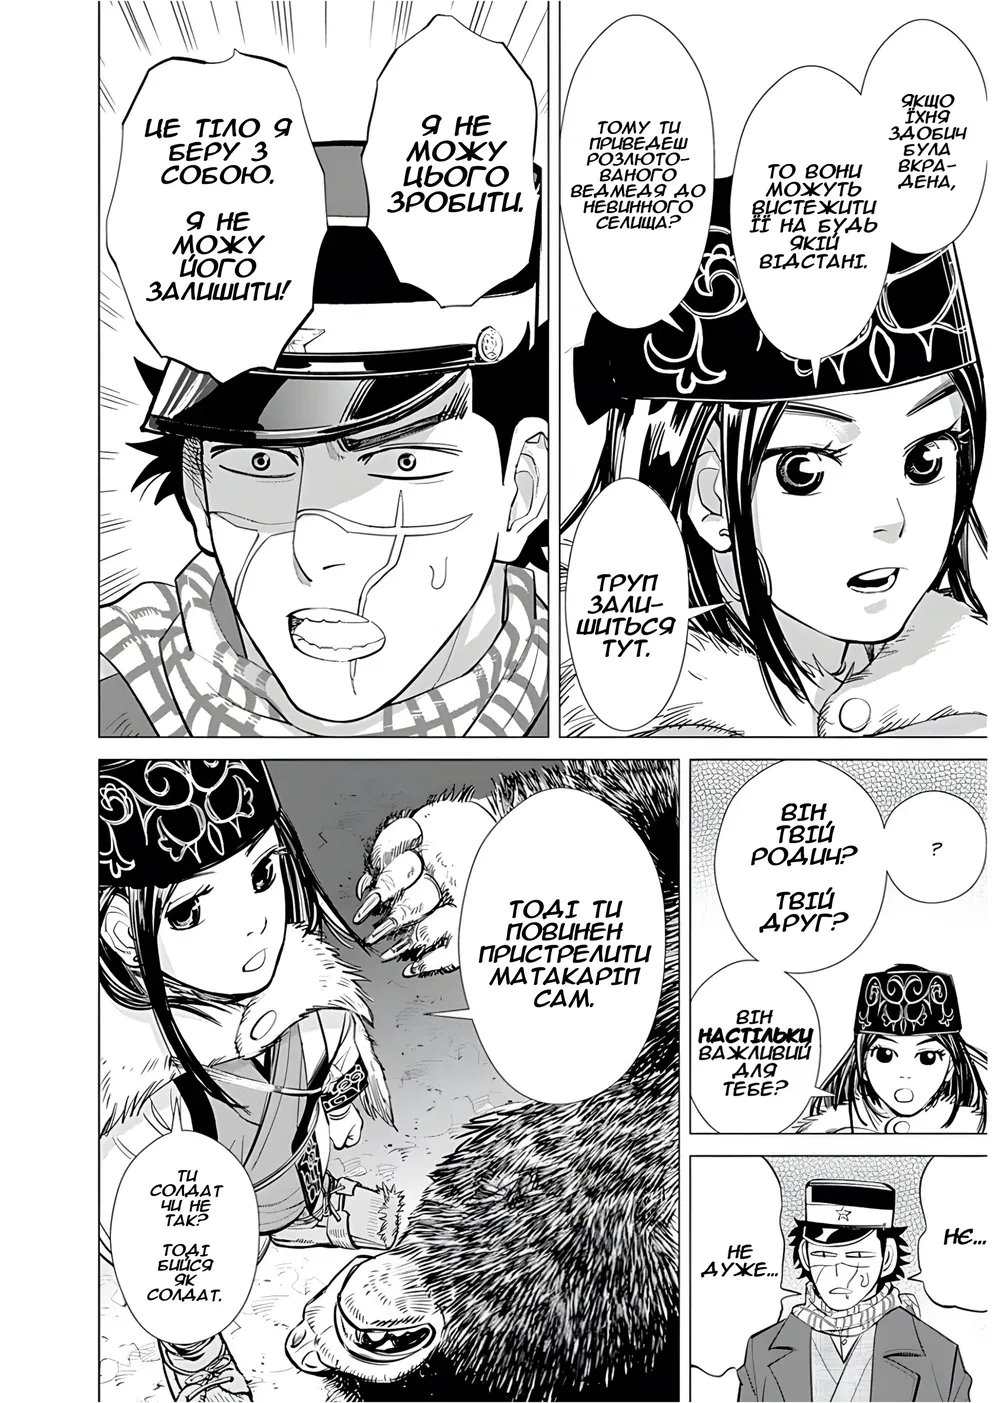 ЯКЩО
ЇХНЯ
ЗДОБИЧ
БУЛА
ВКРА-
ДЕНА,
ТО ВОНИ
МОЖУТЬ
ВИСТЕЖИТИ
ЇЇ НА БУДЬ
ЯКІЙ
ВІДСТАНІ.
ТОМУ ТИ
ПРИВЕДЕШ
РОЗЛЮТО-
ВАНОГО
ВЕДМЕДЯ ДО
НЕВИННОГО
СЕЛИЩА?
ТРУП
ЗАЛИ-
ШИТЬСЯ
ТУТ.
Я НЕ
МОЖУ
ЦЬОГО
ЗРОБИТИ.
ЦЕ ТІЛО Я
БЕРУ З
СОБОЮ.
Я НЕ
МОЖУ
ЙОГО
ЗАЛИШИТИ!
?
ВІН
ТВІЙ
РОДИЧ?
ТВІЙ
ДРУГ?
ВІН
НАСТІЛЬКИ
ВАЖЛИВИЙ
ДЛЯ
ТЕБЕ?
НЄ...
НЕ
ДУЖЕ...
ТОДІ ТИ
ПОВИНЕН
ПРИСТРЕЛИТИ
МАТАКАРІП
САМ.
ТИ
СОЛДАТ
ЧИ НЕ
ТАК?
ТОДІ
БИЙСЯ
ЯК
СОЛДАТ.